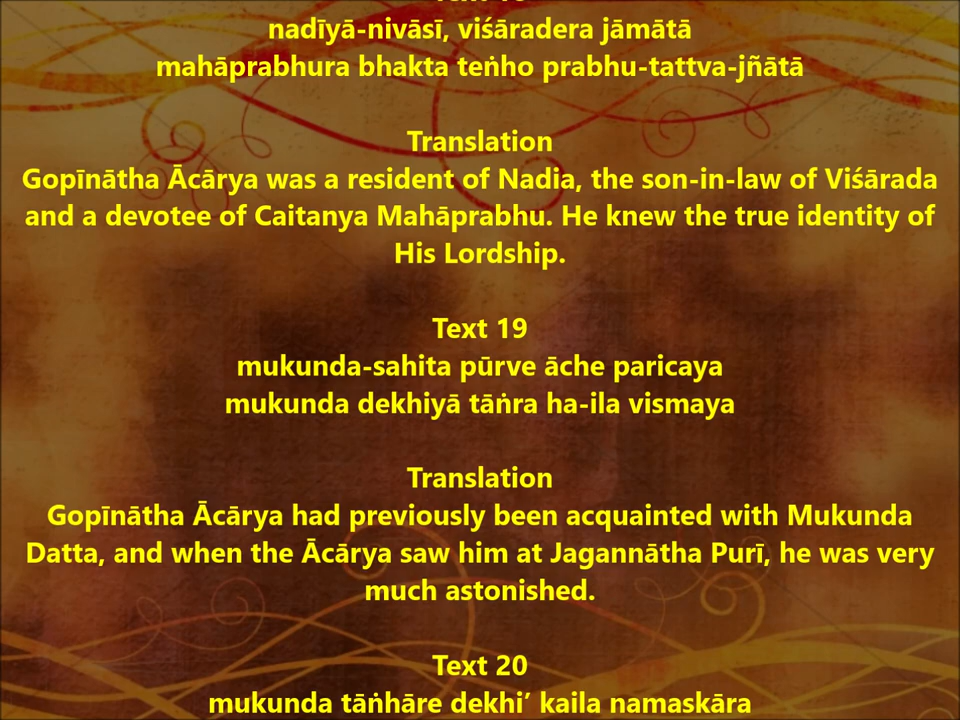 nadīyā-nivāsī, viśāradera jāmātā
mahāprabhura bhakta teṅho prabhu-tattva-jñātā
Translation
Gopīnātha Ācārya was a resident of Nadia, the son-in-law of Viśārada
and a devotee of Caitanya Mahāprabhu. He knew the true identity of
His Lordship.
Text 19
mukunda-sahita pūrve āche paricaya
mukunda dekhiyā tāṅra ha-ila vismaya
Translation
Gopīnātha Ācārya had previously been acquainted with Mukunda
Datta, and when the Ācārya saw him at Jagannātha Purī, he was very
much astonished.
Text 20
mukunda tāṅhāre dekhi’ kaila namaskāra